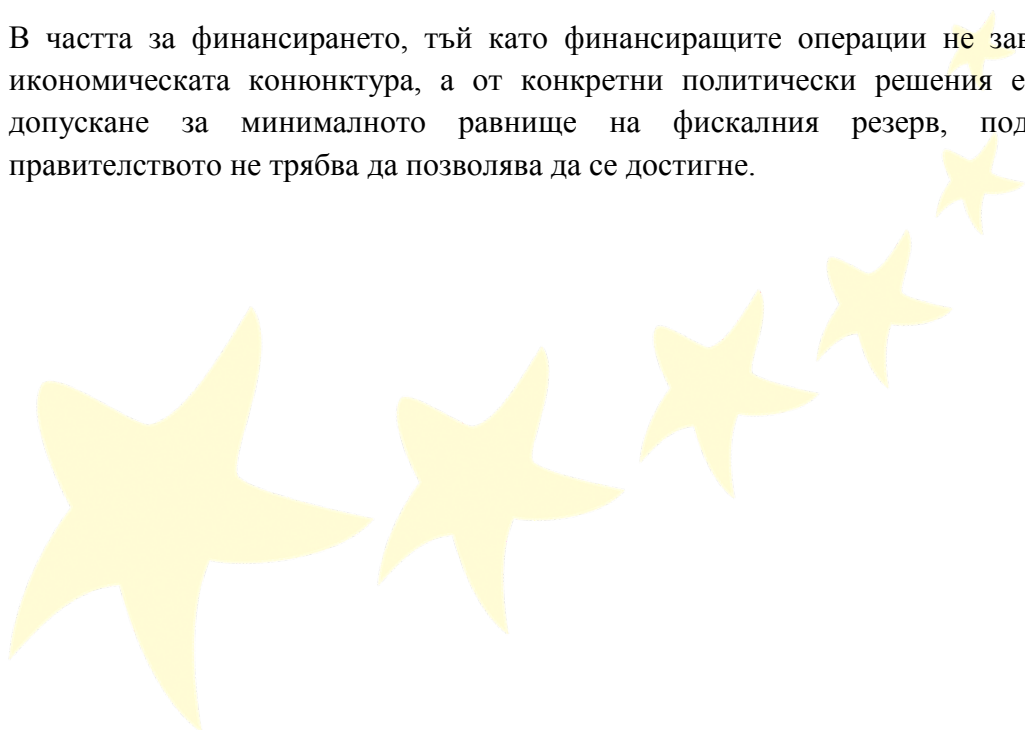 В частта за финансирането, тъй като финансиращите операции не
икономическата конюнктура, а от конкретни политически решения
допускане за минималното равнище на фискалния резерв,
правителството не трябва да позволява да се достигне.